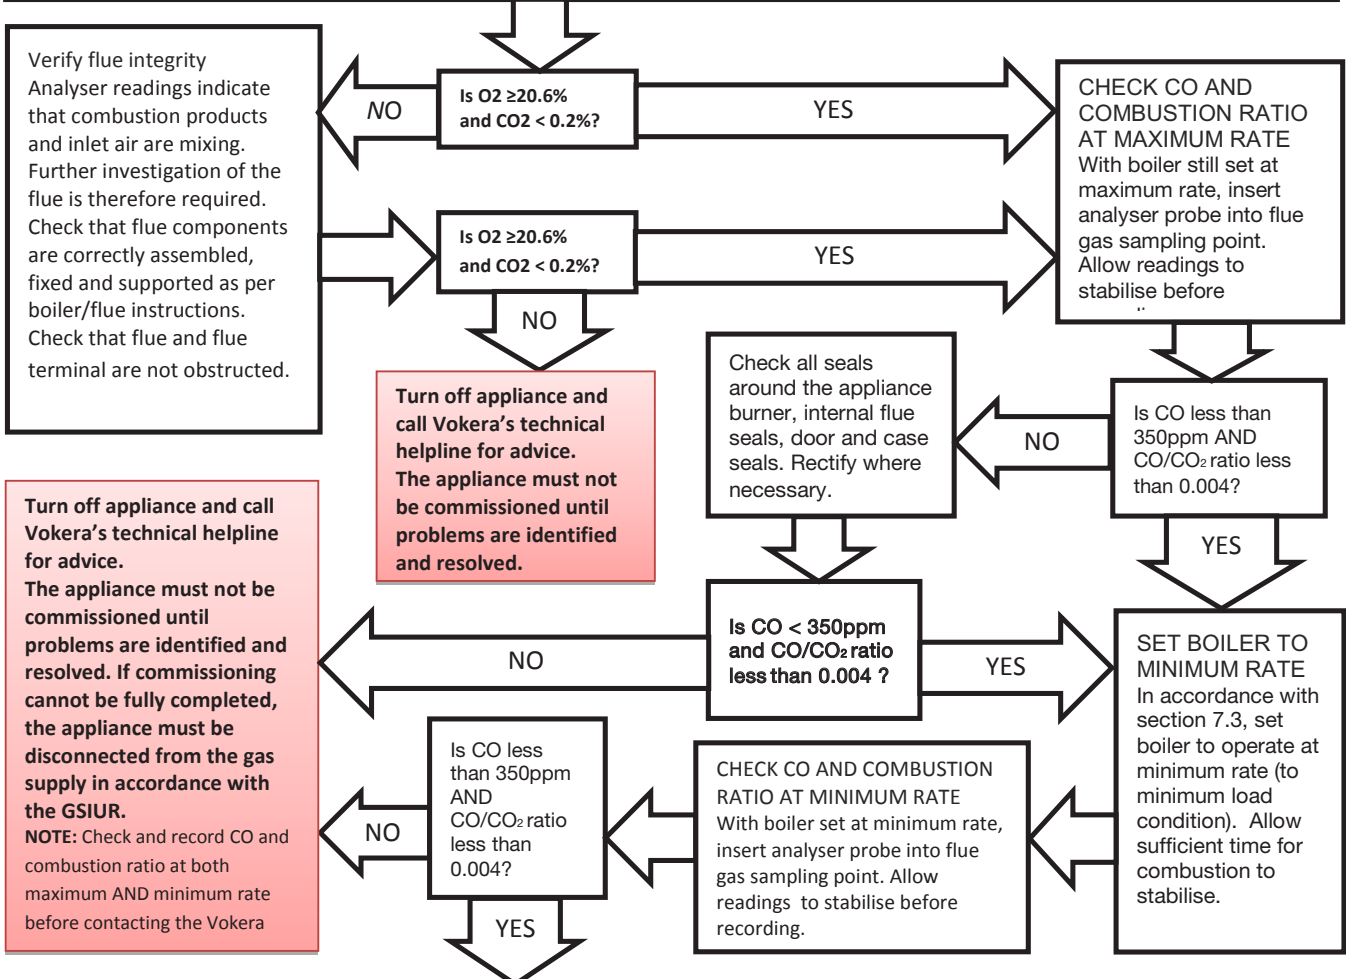 Is O2 ≥20.6%
and CO2 < 0.2%?
NO
YES
Verify flue integrity
Analyser readings indicate
that combustion products
and inlet air are mixing.
Further investigation of the
flue is therefore required.
Check that flue components
are correctly assembled,
fixed and supported as per
boiler/flue instructions.
Check that flue and flue
terminal are not obstructed.
Is O2 ≥20.6%
and CO2 < 0.2%?
YES
NO
CHECK CO AND
COMBUSTION RATIO
AT MAXIMUM RATE
With boiler still set at
maximum rate, insert
analyser probe into flue
gas sampling point.
Allow readings to
stabilise before
Turn off appliance and
call Vokera's technical
helpline for advice.
The appliance must not
be commissioned until
problems are identified
and resolved.
Is CO less than
350ppm AND
CO/CO₂ ratio less
than 0.004?
NO
YES
Check all seals
around the appliance
burner, internal flue
seals, door and case
seals. Rectify where
necessary.
Is CO < 350ppm
and CO/CO₂ ratio
less than 0.004 ?
NO
YES
Turn off appliance and call
Vokera's technical helpline
for advice.
The appliance must not be
commissioned until
problems are identified and
resolved. If commissioning
cannot be fully completed,
the appliance must be
disconnected from the gas
supply in accordance with
the GSIUR.
NOTE: Check and record CO and
combustion ratio at both
maximum AND minimum rate
before contacting the Vokera
SET BOILER TO
MINIMUM RATE
In accordance with
section 7.3, set
boiler to operate at
minimum rate (to
minimum load
condition). Allow
sufficient time for
combustion to
stabilise.
CHECK CO AND COMBUSTION
RATIO AT MINIMUM RATE
With boiler set at minimum rate,
insert analyser probe into flue
gas sampling point. Allow
readings to stabilise before
recording.
Is CO less
than 350ppm
AND
CO/CO₂ ratio
less than
0.004?
NO
YES